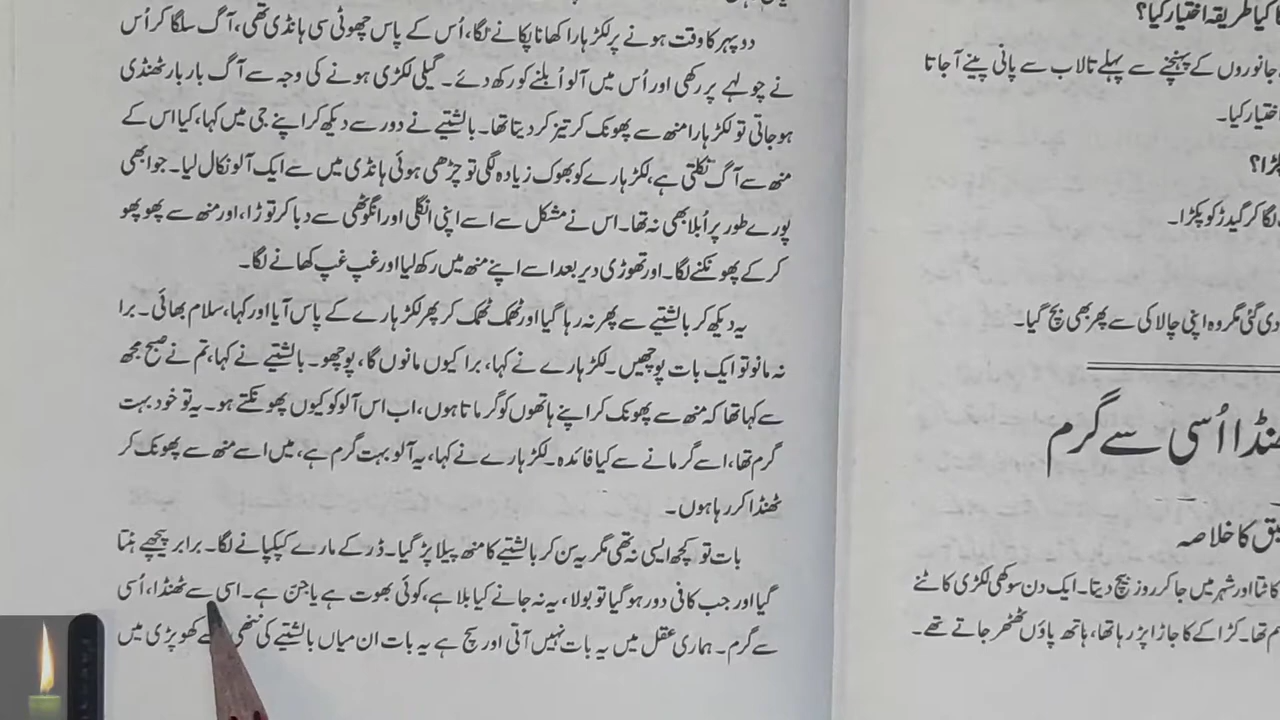 دوپہر کا وقت ہونے پر لکڑہارا کھانا پکانے لگا، اُس کے پاس چھوٹی سی ہانڈی تھی، آگ سلگا کر اُس
نے چولہے پر رکھی اور اُس میں آلو اُبلنے کو رکھ دئے۔ گیلی لکڑی ہونے کی وجہ سے آگ بار بار ٹھنڈی
ہو جاتی تو لکڑہارا منھ سے پھونک کر تیز کر دیتا تھا۔ بالشتیے نے دور سے دیکھ کر اپنے جی میں کہا، کیا اس کے
منھ سے آگ نکلتی ہے، لکڑہارے کو بھوک زیادہ لگی تو چڑھی ہوئی ہانڈی میں سے ایک آلو نکال لیا۔ جو ابھی
پورے طور پر اُبلا بھی نہ تھا۔ اس نے مشکل سے اسے اپنی انگلی اور انگوٹھی سے دبا کر توڑا، اور منھ سے پھو پھو
کر کے پھونکنے لگا۔ اور تھوڑی دیر بعد اسے اپنے منھ میں رکھ لیا اور غپ غپ کھانے لگا۔
یہ دیکھ کر بالشتیے سے پھر نہ رہا گیا اور ٹھمک ٹھمک کر پھر لکڑہارے کے پاس آیا اور کہا، سلام بھائی۔ برا
نہ مانو تو ایک بات پوچھیں۔ لکڑہارے نے کہا، برا کیوں مانوں گا، پوچھو۔ بالشتیے نے کہا، تم نے صبح مجھ
سے کہا تھا کہ منھ سے پھونک کر اپنے ہاتھوں کو گرماتا ہوں، اب اس آلو کو کیوں پھونکتے ہو۔ یہ تو خود بہت
گرم تھا، اسے گرمانے سے کیا فائدہ۔ لکڑہارے نے کہا، یہ آلو بہت گرم ہے، میں اسے منھ سے پھونک کر
ٹھنڈا کر رہا ہوں۔
بات تو کچھ ایسی نہ تھی مگر یہ سن کر بالشتیے کا منھ پیلا پڑ گیا۔ ڈر کے مارے کپکپانے لگا۔ برابر پیچھے ہٹتا
گیا اور جب کافی دور ہو گیا تو بولا، یہ نہ جانے کیا بلا ہے، کوئی بھوت ہے یا جن ہے۔ اسی سے ٹھنڈا، اُسی
سے گرم۔ ہماری عقل میں یہ بات نہیں آتی اور سچ ہے یہ بات ان میاں بالشتیے کی ننھی سی کھوپڑی میں
کیا طریقہ اختیار کیا؟
جانوروں کے پہنچنے سے پہلے تالاب سے پانی پینے آ جاتا
اختیار کیا۔
لگا کر گیدڑ کو پکڑا۔
دی گئی مگر وہ اپنی چالاکی سے پھر بھی بچ گیا۔
اُسی سے گرم
کا خلاصہ
کاٹتا اور شہر میں جا کر روز بیچ دیتا۔ ایک دن سوکھی لکڑی کاٹنے
تھا۔ کڑاکے کا جاڑا پڑ رہا تھا، ہاتھ پاؤں ٹھٹھر جاتے تھے۔